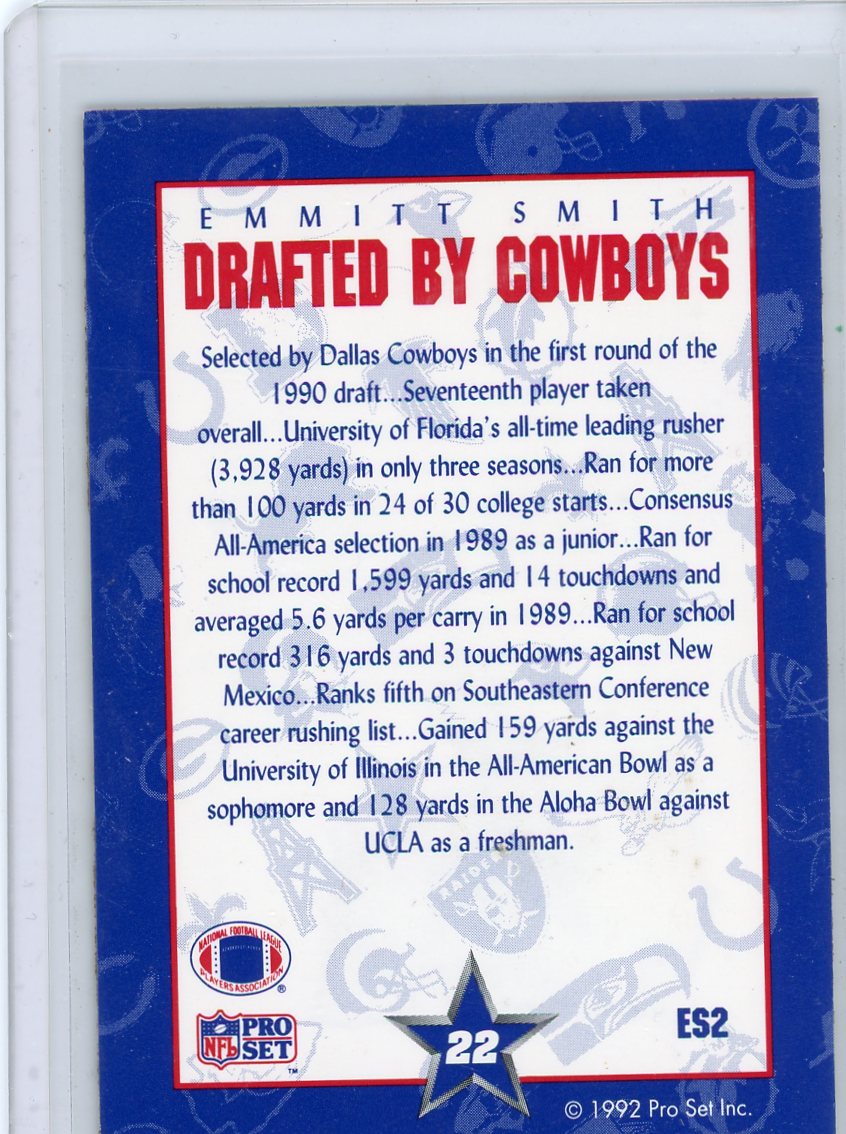 EMMITT SMITH
DRAFTED BY COWBOYS
Selected by Dallas Cowboys in the first round of the
1990 draft...Seventeenth player taken
overall...University of Florida's all-time leading rusher
(3,928 yards) in only three seasons...Ran for more
than 100 yards in 24 of 30 college starts...Consensus
All-America selection in 1989 as a junior...Ran for
school record 1,599 yards and 14 touchdowns and
averaged 5.6 yards per carry in 1989...Ran for school
record 316 yards and 3 touchdowns against New
Mexico...Ranks fifth on Southeastern Conference
career rushing list...Gained 159 yards against the
University of Illinois in the All-American Bowl as a
sophomore and 128 yards in the Aloha Bowl against
UCLA as a freshman.
RAIDERS
NATIONAL FOOTBALL LEAGUE
PLAYERS ASSOCIATION
®
NFL PRO SET
™
22
ES2
© 1992 Pro Set Inc.